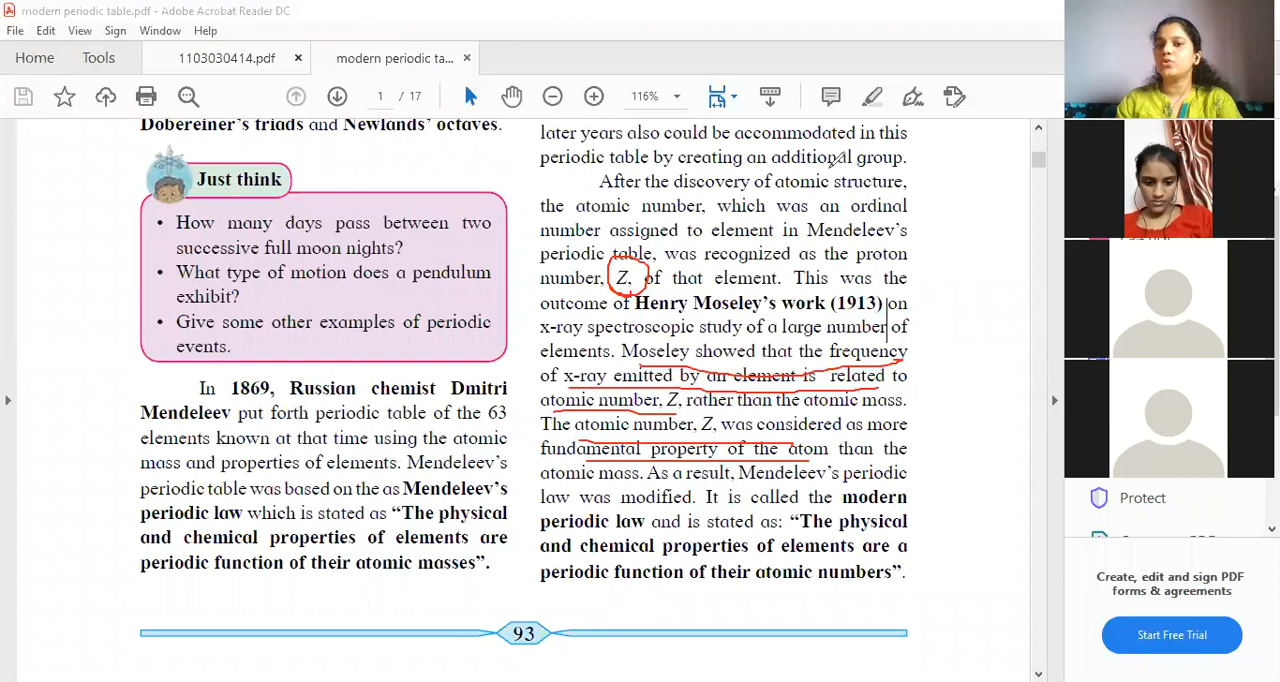 modern periodic table.pdf - Adobe Acrobat Reader DC
File Edit View Sign Window Help
Home Tools 1103030414.pdf × modern periodic ta... ×
1 / 17 116%
Dobereiner's triads and Newlands' octaves.
Just think
• How many days pass between two
successive full moon nights?
• What type of motion does a pendulum
exhibit?
• Give some other examples of periodic
events.
In 1869, Russian chemist Dmitri
Mendeleev put forth periodic table of the 63
elements known at that time using the atomic
mass and properties of elements. Mendeleev's
periodic table was based on the as Mendeleev's
periodic law which is stated as “The physical
and chemical properties of elements are
periodic function of their atomic masses”.
later years also could be accommodated in this
periodic table by creating an additional group.
After the discovery of atomic structure,
the atomic number, which was an ordinal
number assigned to element in Mendeleev's
periodic table, was recognized as the proton
number, Z, of that element. This was the
outcome of Henry Moseley's work (1913) on
x-ray spectroscopic study of a large number of
elements. Moseley showed that the frequency
of x-ray emitted by an element is related to
atomic number, Z, rather than the atomic mass.
The atomic number, Z, was considered as more
fundamental property of the atom than the
atomic mass. As a result, Mendeleev's periodic
law was modified. It is called the modern
periodic law and is stated as: “The physical
and chemical properties of elements are a
periodic function of their atomic numbers”.
93
Protect
Create, edit and sign PDF
forms & agreements
Start Free Trial